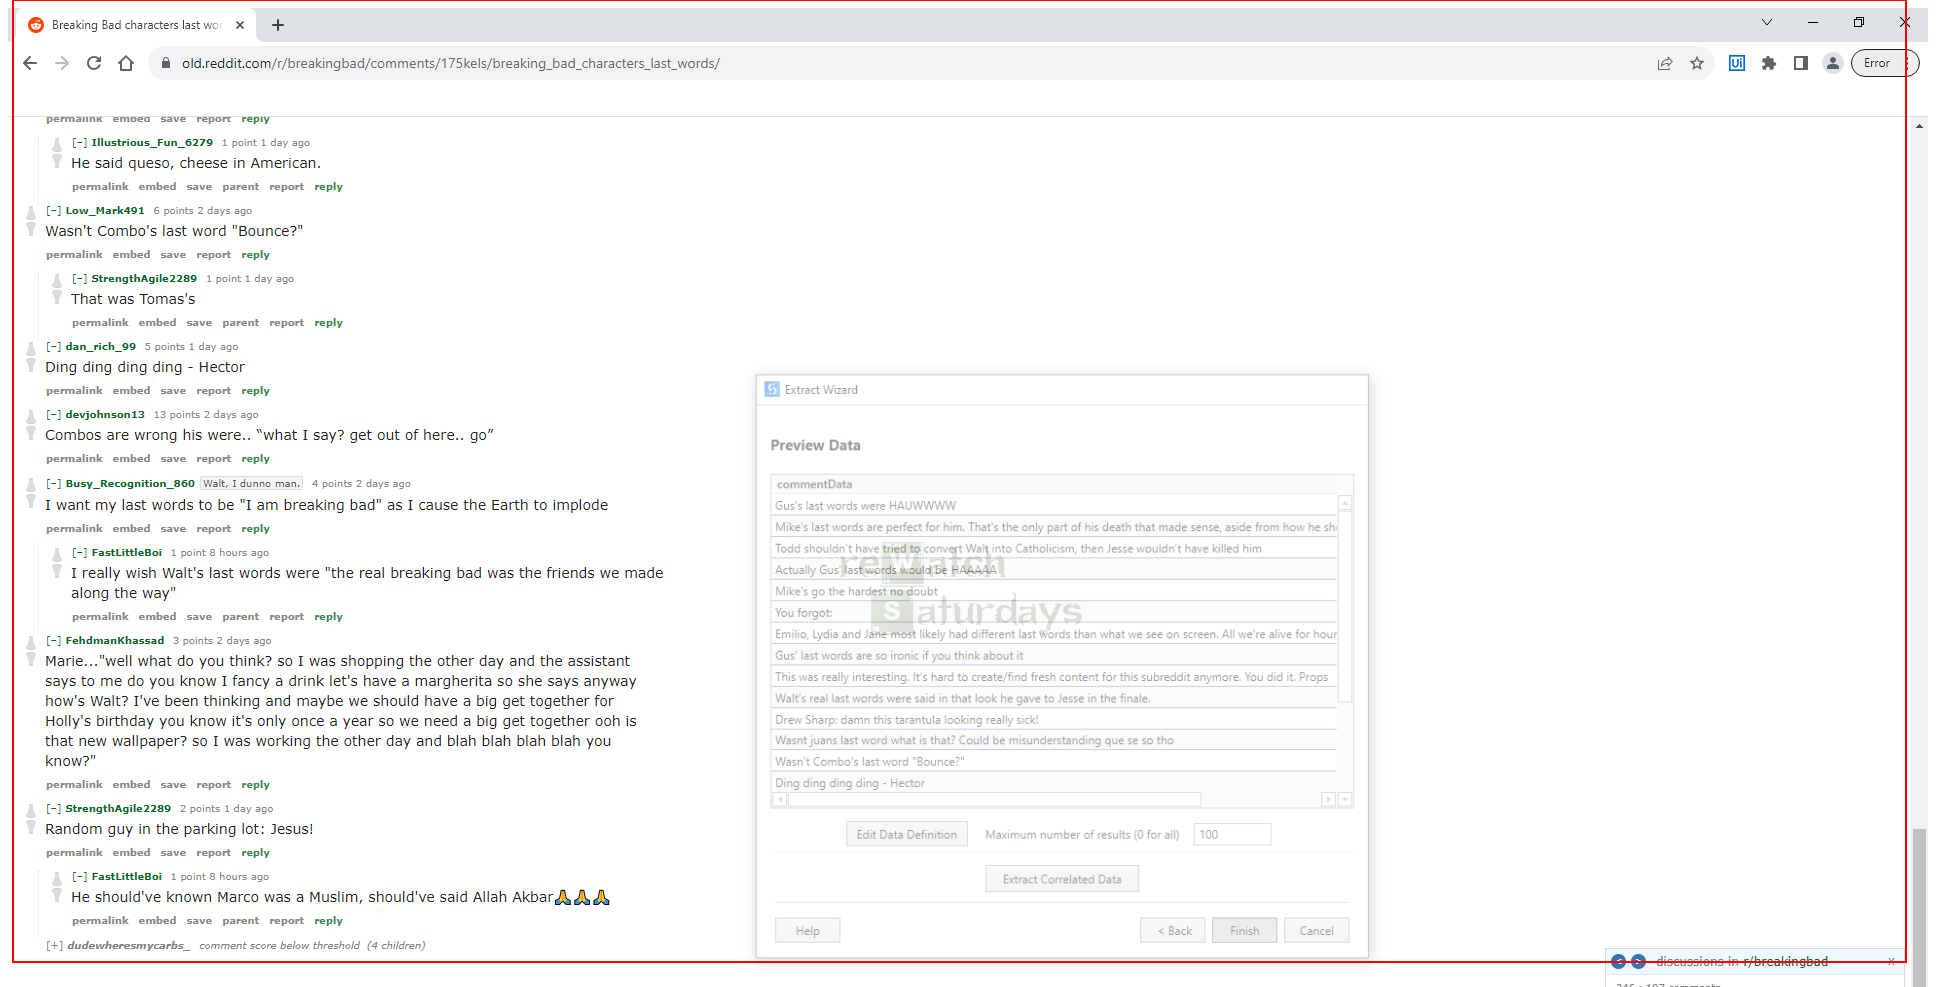 Breaking Bad characters last wor
old.reddit.com/r/breakingbad/comments/175kels/breaking_bad_characters_last_words/
Ui
Error
permalink embed save report reply
[–] Illustrious_Fun_6279 1 point 1 day ago
He said queso, cheese in American.
permalink embed save parent report reply
[–] Low_Mark491 6 points 2 days ago
Wasn't Combo's last word "Bounce?"
permalink embed save report reply
[–] StrengthAgile2289 1 point 1 day ago
That was Tomas's
permalink embed save parent report reply
[–] dan_rich_99 5 points 1 day ago
Ding ding ding ding - Hector
permalink embed save report reply
[–] devjohnson13 13 points 2 days ago
Combos are wrong his were.. “what I say? get out of here.. go”
permalink embed save report reply
[–] Busy_Recognition_860 Walt, I dunno man. 4 points 2 days ago
I want my last words to be "I am breaking bad" as I cause the Earth to implode
permalink embed save report reply
[–] FastLittleBoi 1 point 8 hours ago
I really wish Walt's last words were "the real breaking bad was the friends we made
along the way"
permalink embed save parent report reply
[–] FehdmanKhassad 3 points 2 days ago
Marie..."well what do you think? so I was shopping the other day and the assistant
says to me do you know I fancy a drink let's have a margherita so she says anyway
how's Walt? I've been thinking and maybe we should have a big get together for
Holly's birthday you know it's only once a year so we need a big get together ooh is
that new wallpaper? so I was working the other day and blah blah blah blah you
know?"
permalink embed save report reply
[–] StrengthAgile2289 2 points 1 day ago
Random guy in the parking lot: Jesus!
permalink embed save report reply
[–] FastLittleBoi 1 point 8 hours ago
He should've known Marco was a Muslim, should've said Allah Akbar🙏🙏🙏
permalink embed save parent report reply
[+] dudewheresmycarbs_ comment score below threshold (4 children)
Extract Wizard
Preview Data
commentData
Gus's last words were HAUWWWW
Mike's last words are perfect for him. That's the only part of his death that made sense, aside from how he sh
Todd shouldn't have tried to convert Walt into Catholicism, then Jesse wouldn't have killed him
Actually Gus' last words would be HAAAAA
Mike's go the hardest no doubt
You forgot:
Emilio, Lydia and Jane most likely had different last words than what we see on screen. All we're alive for hour
Gus' last words are so ironic if you think about it
This was really interesting. It's hard to create/find fresh content for this subreddit anymore. You did it. Props
Walt's real last words were said in that look he gave to Jesse in the finale.
Drew Sharp: damn this tarantula looking really sick!
Wasnt juans last word what is that? Could be misunderstanding que se so tho
Wasn't Combo's last word "Bounce?"
Ding ding ding ding - Hector
reWatch
Saturdays
Edit Data Definition Maximum number of results (0 for all) 100
Extract Correlated Data
Help < Back Finish Cancel
discussions in r/breakingbad